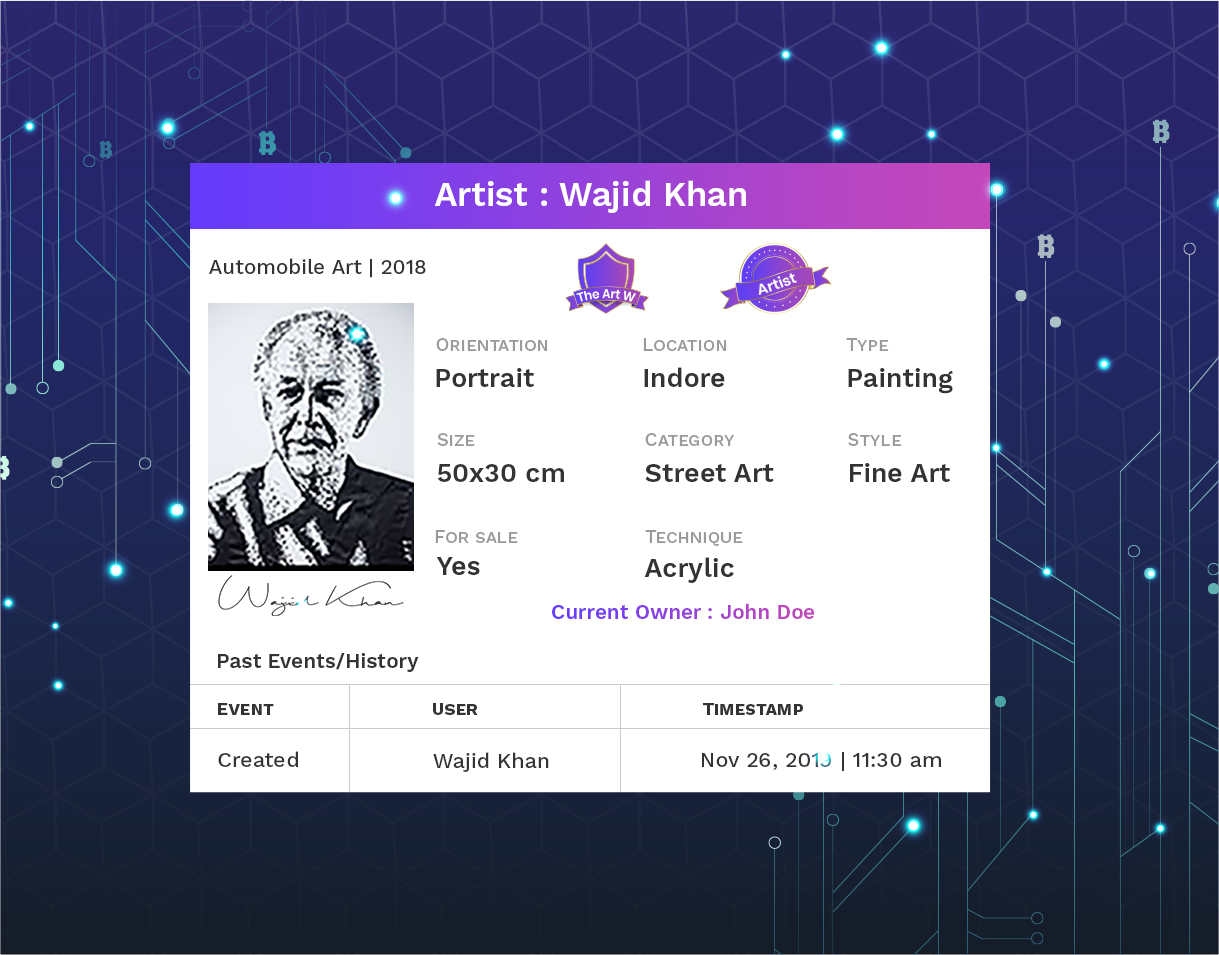 Artist : Wajid Khan
Automobile Art | 2018
The Art W
Artist
ORIENTATION LOCATION TYPE
Portrait Indore Painting
SIZE CATEGORY STYLE
50x30 cm Street Art Fine Art
FOR SALE TECHNIQUE
Yes Acrylic
Wajid Khan
Current Owner : John Doe
Past Events/History
EVENT USER TIMESTAMP
Created Wajid Khan Nov 26, 2019 | 11:30 am